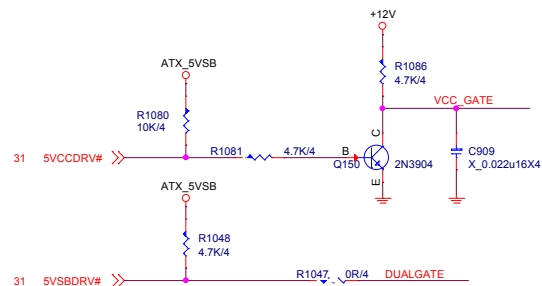 +12V
ATX_5VSB
R1086
4.7K/4
VCC_GATE
R1080
10K/4
31 5VCCDRV#
R1081 4.7K/4
B
C
E
Q150
2N3904
C909
X_0.022u16X4
ATX_5VSB
R1048
4.7K/4
31 5VSBDRV#
R1047 0R/4
DUALGATE